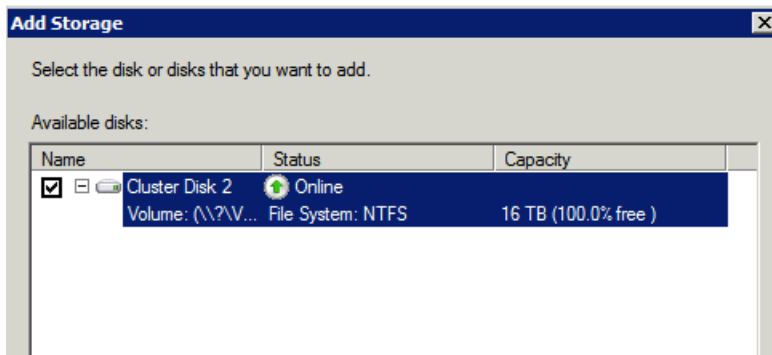 Add Storage
Select the disk or disks that you want to add.
Available disks:
Name Status Capacity
Cluster Disk 2 Online
Volume: (\\?\V... File System: NTFS 16 TB (100.0% free )